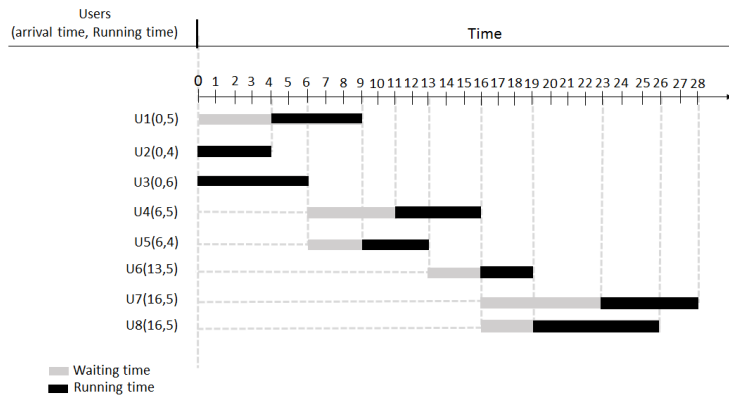 Users
(arrival time, Running time)
Time
0 1 2 3 4 5 6 7 8 9 10 11 12 13 14 15 16 17 18 19 20 21 22 23 24 25 26 27 28
U1(0,5)
U2(0,4)
U3(0,6)
U4(6,5)
U5(6,4)
U6(13,5)
U7(16,5)
U8(16,5)
Waiting time
Running time